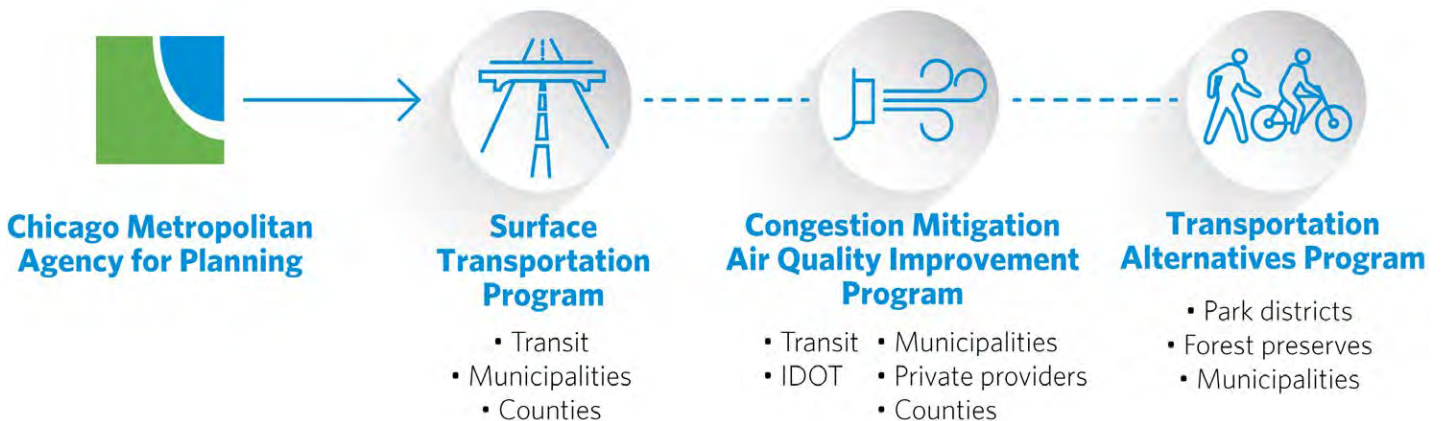 Chicago Metropolitan
Agency for Planning
Surface
Transportation
Program
• Transit
• Municipalities
• Counties
Congestion Mitigation
Air Quality Improvement
Program
• Transit • Municipalities
• IDOT • Private providers
• Counties
Transportation
Alternatives Program
• Park districts
• Forest preserves
• Municipalities